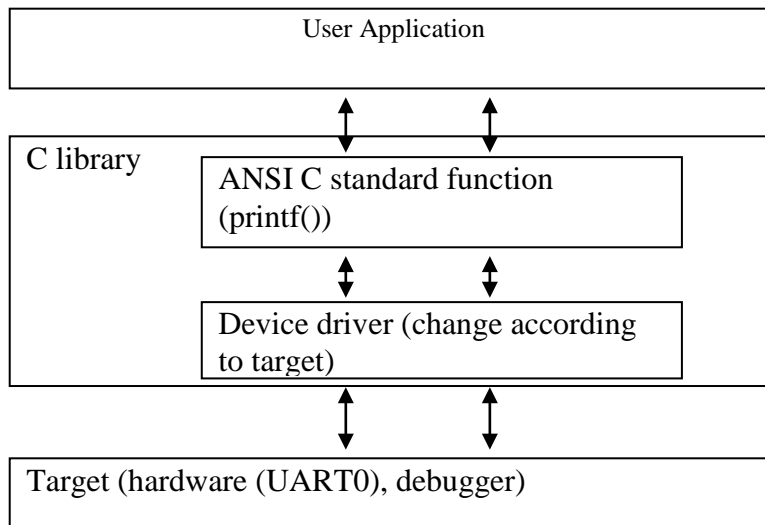 User Application
C library
ANSI C standard function
(printf())
Device driver (change according
to target)
Target (hardware (UART0), debugger)